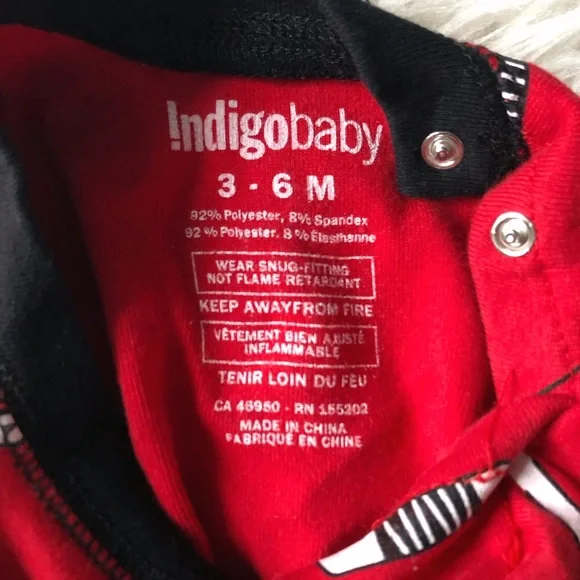 !ndigobaby
3 - 6 M
92% Polyester, 8% Spandex
92 % Polyester, 8 % Élasthanne
WEAR SNUG-FITTING
NOT FLAME RETARDANT
KEEP AWAYFROM FIRE
VÊTEMENT BIEN AJUSTÉ
INFLAMMABLE
TENIR LOIN DU FEU
CA 46950 - RN 155202
MADE IN CHINA
FABRIQUÉ EN CHINE